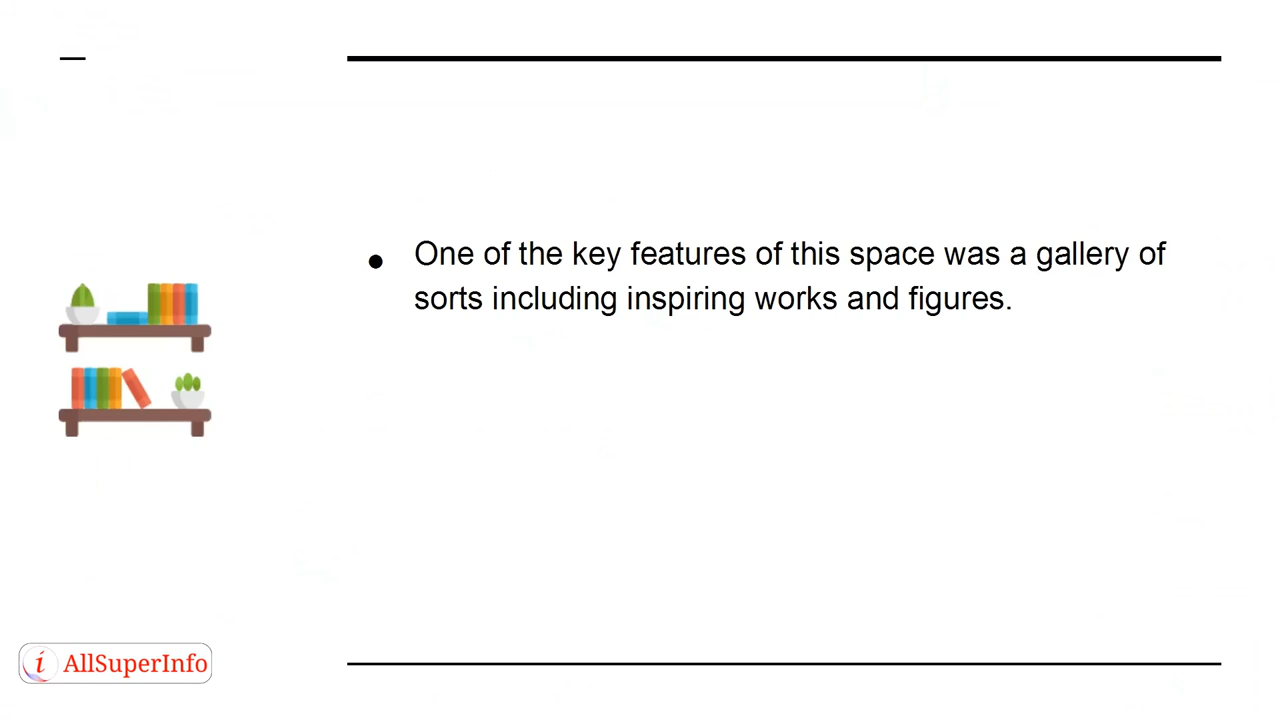 One of the key features of this space was a gallery of
sorts including inspiring works and figures.
i AllSuperInfo